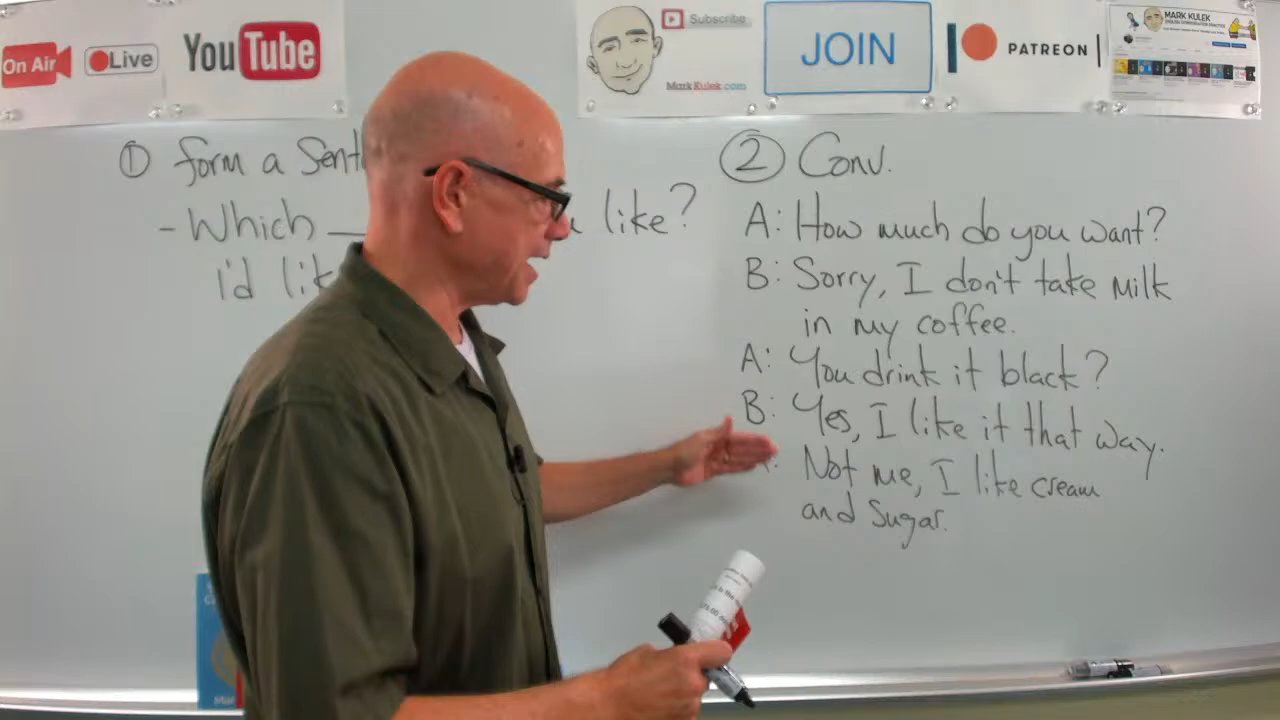 On Air
Live
YouTube
Subscribe
MarkKulek.com
JOIN
PATREON
MARK KULEK
① form a Sent
- Which ___ like?
I'd lik
② Conv.
A: How much do you want?
B: Sorry, I don't take milk
in my coffee.
A: You drink it black?
B: Yes, I like it that way.
Not me, I like cream
and Sugar.